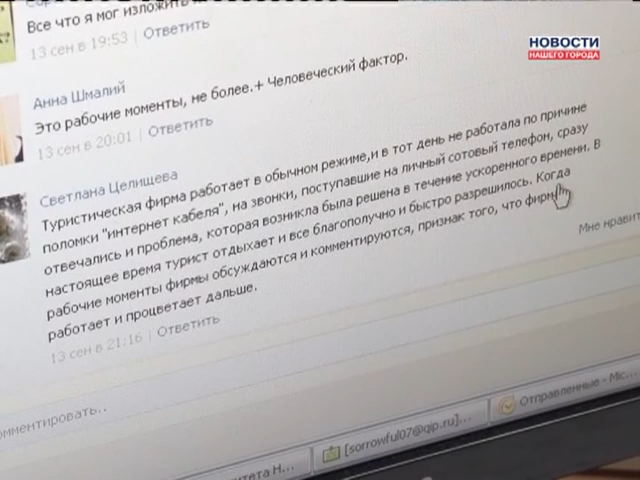 Все что я мог изложить
13 сен в 19:53 | Ответить
НОВОСТИ
НАШЕГО ГОРОДА
Анна Шмалий
Это рабочие моменты, не более.+ Человеческий фактор.
13 сен в 20:01 | Ответить
Светлана Целищева
Туристическая фирма работает в обычном режиме,и в тот день не работала по причине
поломки "интернет кабеля", на звонки, поступавшие на личный сотовый телефон, сразу
отвечались и проблема, которая возникла была решена в течение ускоренного времени. В
настоящее время турист отдыхает и все благополучно и быстро разрешилось. Когда
рабочие моменты фирмы обсуждаются и комментируются, признак того, что фирм
работает и процветает дальше.
13 сен в 21:16 | Ответить
Мне нравит
омментировать..
итета Н...
[sorrowful07@qip.ru]...
Отправленные - Mic...